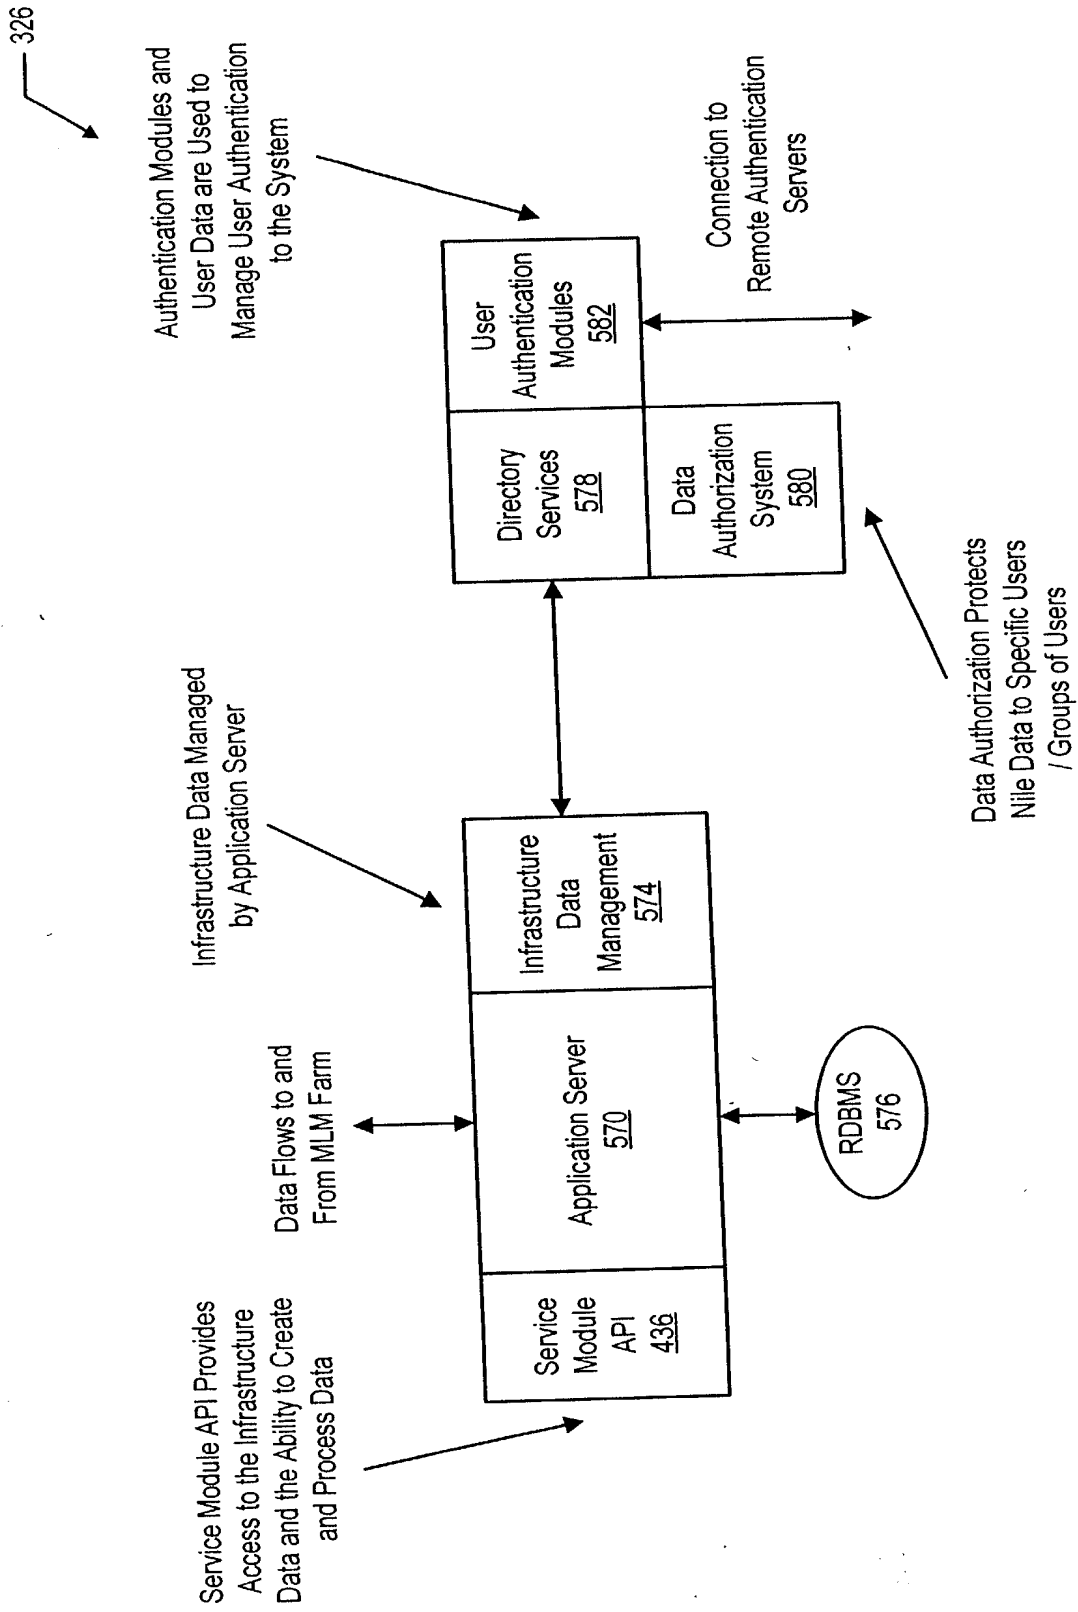 326
Authentication Modules and
User Data are Used to
Manage User Authentication
to the System
Infrastructure Data Managed
by Application Server
Data Flows to and
From MLM Farm
Service Module API Provides
Access to the Infrastructure
Data and the Ability to Create
and Process Data
Service
Module
API
436
Application Server
570
Infrastructure
Data
Management
574
RDBMS
576
Directory
Services
578
User
Authentication
Modules
582
Data
Authorization
System
580
Connection to
Remote Authentication
Servers
Data Authorization Protects
Nile Data to Specific Users
/ Groups of Users